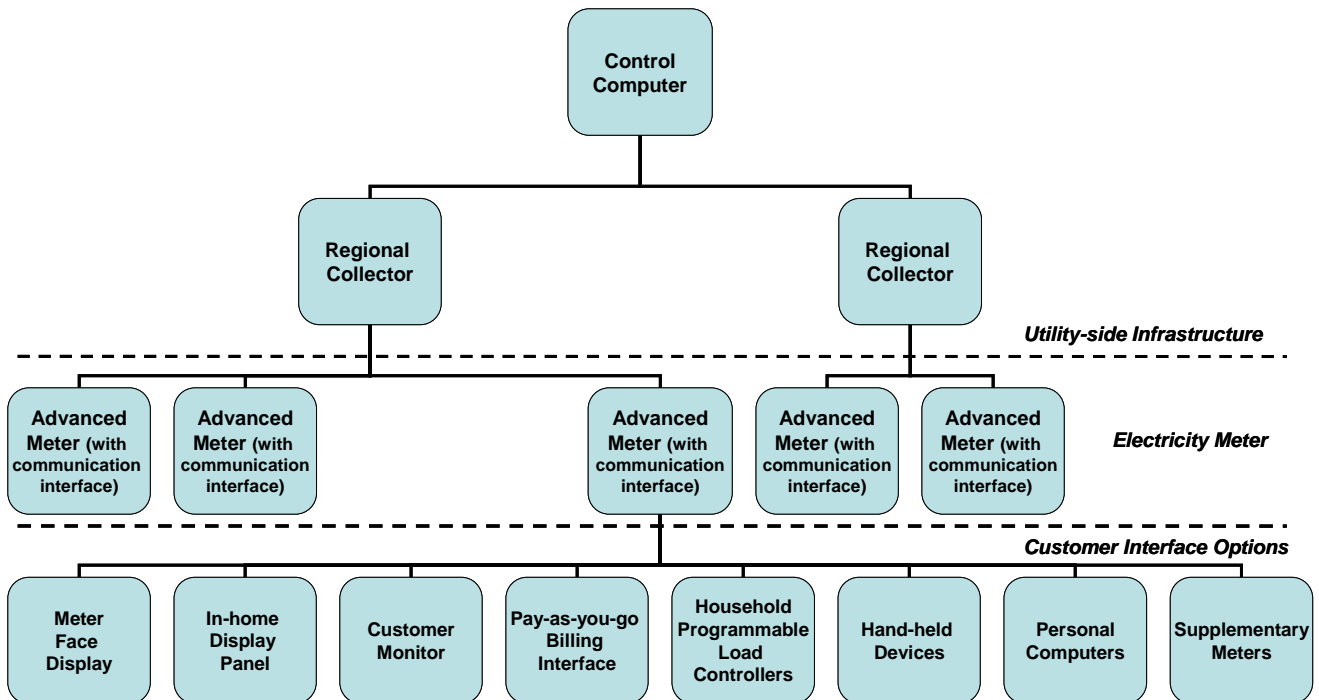 Control
Computer
Regional
Collector
Regional
Collector
Utility-side Infrastructure
Advanced
Meter (with
communication
interface)
Advanced
Meter (with
communication
interface)
Advanced
Meter (with
communication
interface)
Advanced
Meter (with
communication
interface)
Advanced
Meter (with
communication
interface)
Electricity Meter
Customer Interface Options
Meter
Face
Display
In-home
Display
Panel
Customer
Monitor
Pay-as-you-go
Billing
Interface
Household
Programmable
Load
Controllers
Hand-held
Devices
Personal
Computers
Supplementary
Meters